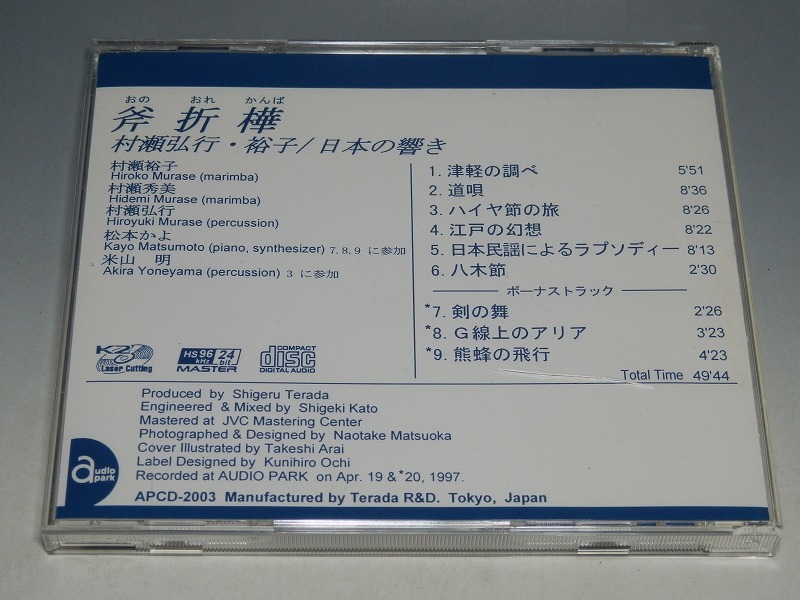 おの おれ かんば
斧 折 樺
村瀬弘行・裕子/日本の響き
村瀬裕子
Hiroko Murase (marimba)
村瀬秀美
Hidemi Murase (marimba)
村瀬弘行
Hiroyuki Murase (percussion)
松本かよ
Kayo Matsumoto (piano, synthesizer) 7.8.9 に参加
米山 明
Akira Yoneyama (percussion) 3 に参加
1. 津軽の調べ 5'51
2. 道唄 8'36
3. ハイヤ節の旅 8'26
4. 江戸の幻想 8'22
5. 日本民謡によるラプソディー 8'13
6. 八木節 2'30
ボーナストラック
*7. 剣の舞 2'26
*8. G線上のアリア 3'23
*9. 熊蜂の飛行 4'23
Total Time 49'44
K2 Laser Cutting
HS96 kHz 24 bit MASTER
COMPACT disc DIGITAL AUDIO
Produced by Shigeru Terada
Engineered & Mixed by Shigeki Kato
Mastered at JVC Mastering Center
Photographed & Designed by Naotake Matsuoka
Cover Illustrated by Takeshi Arai
Label Designed by Kunihiro Ochi
Recorded at AUDIO PARK on Apr. 19 & *20, 1997.
audio park
APCD-2003 Manufactured by Terada R&D. Tokyo, Japan